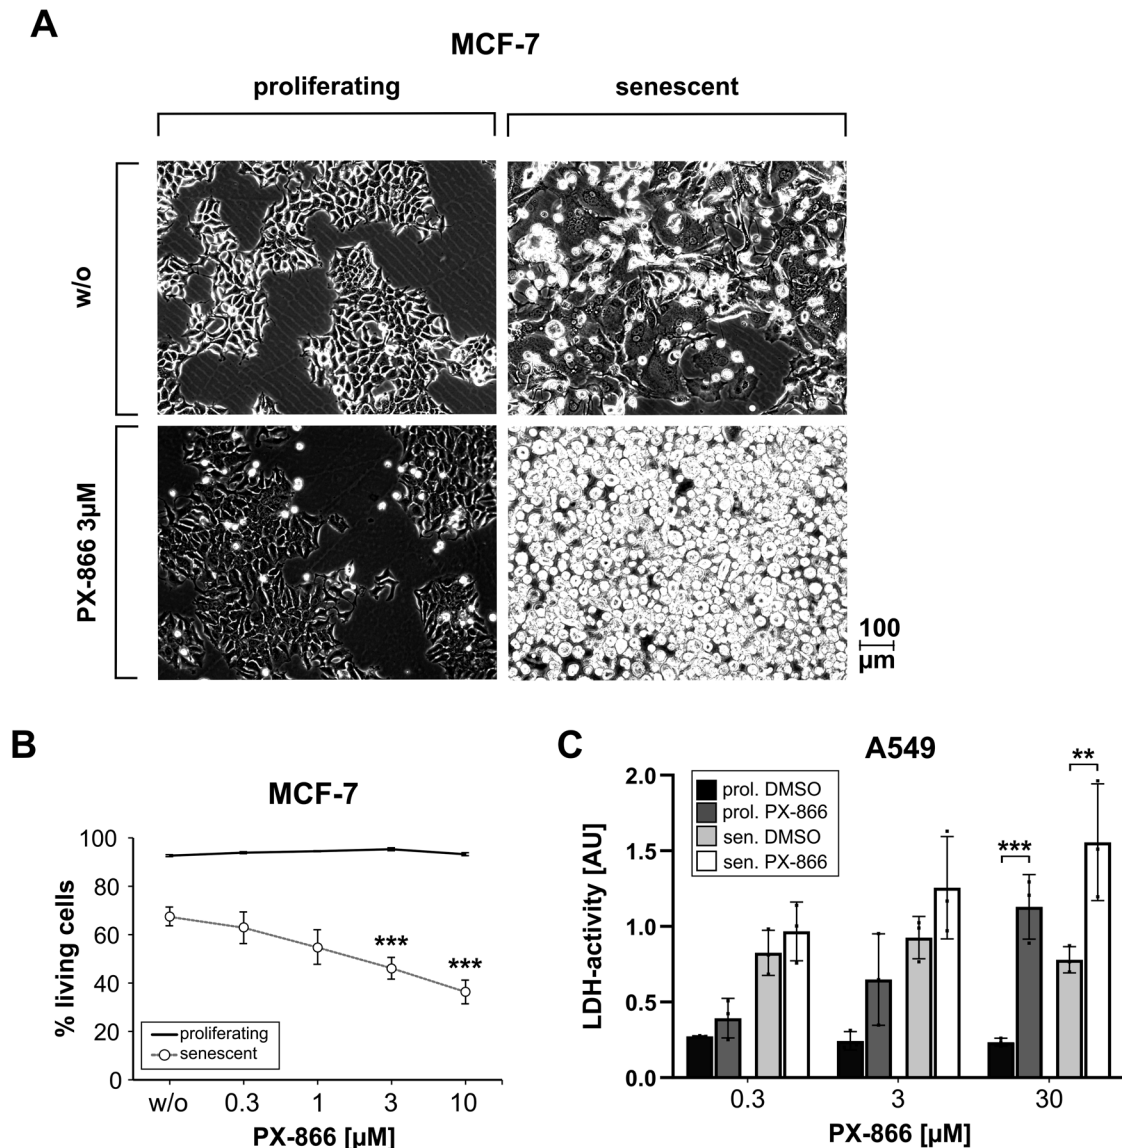 A
MCF-7
proliferating
senescent
w/o
PX-866 3µM
100
µm
B
MCF-7
% living cells
100
80
60
40
20
0
***
***
proliferating
senescent
w/o
0.3
1
3
10
PX-866 [µM]
C
A549
LDH-activity [AU]
2.0
1.5
1.0
0.5
0.0
prol. DMSO
prol. PX-866
sen. DMSO
sen. PX-866
***
**
0.3
3
30
PX-866 [µM]